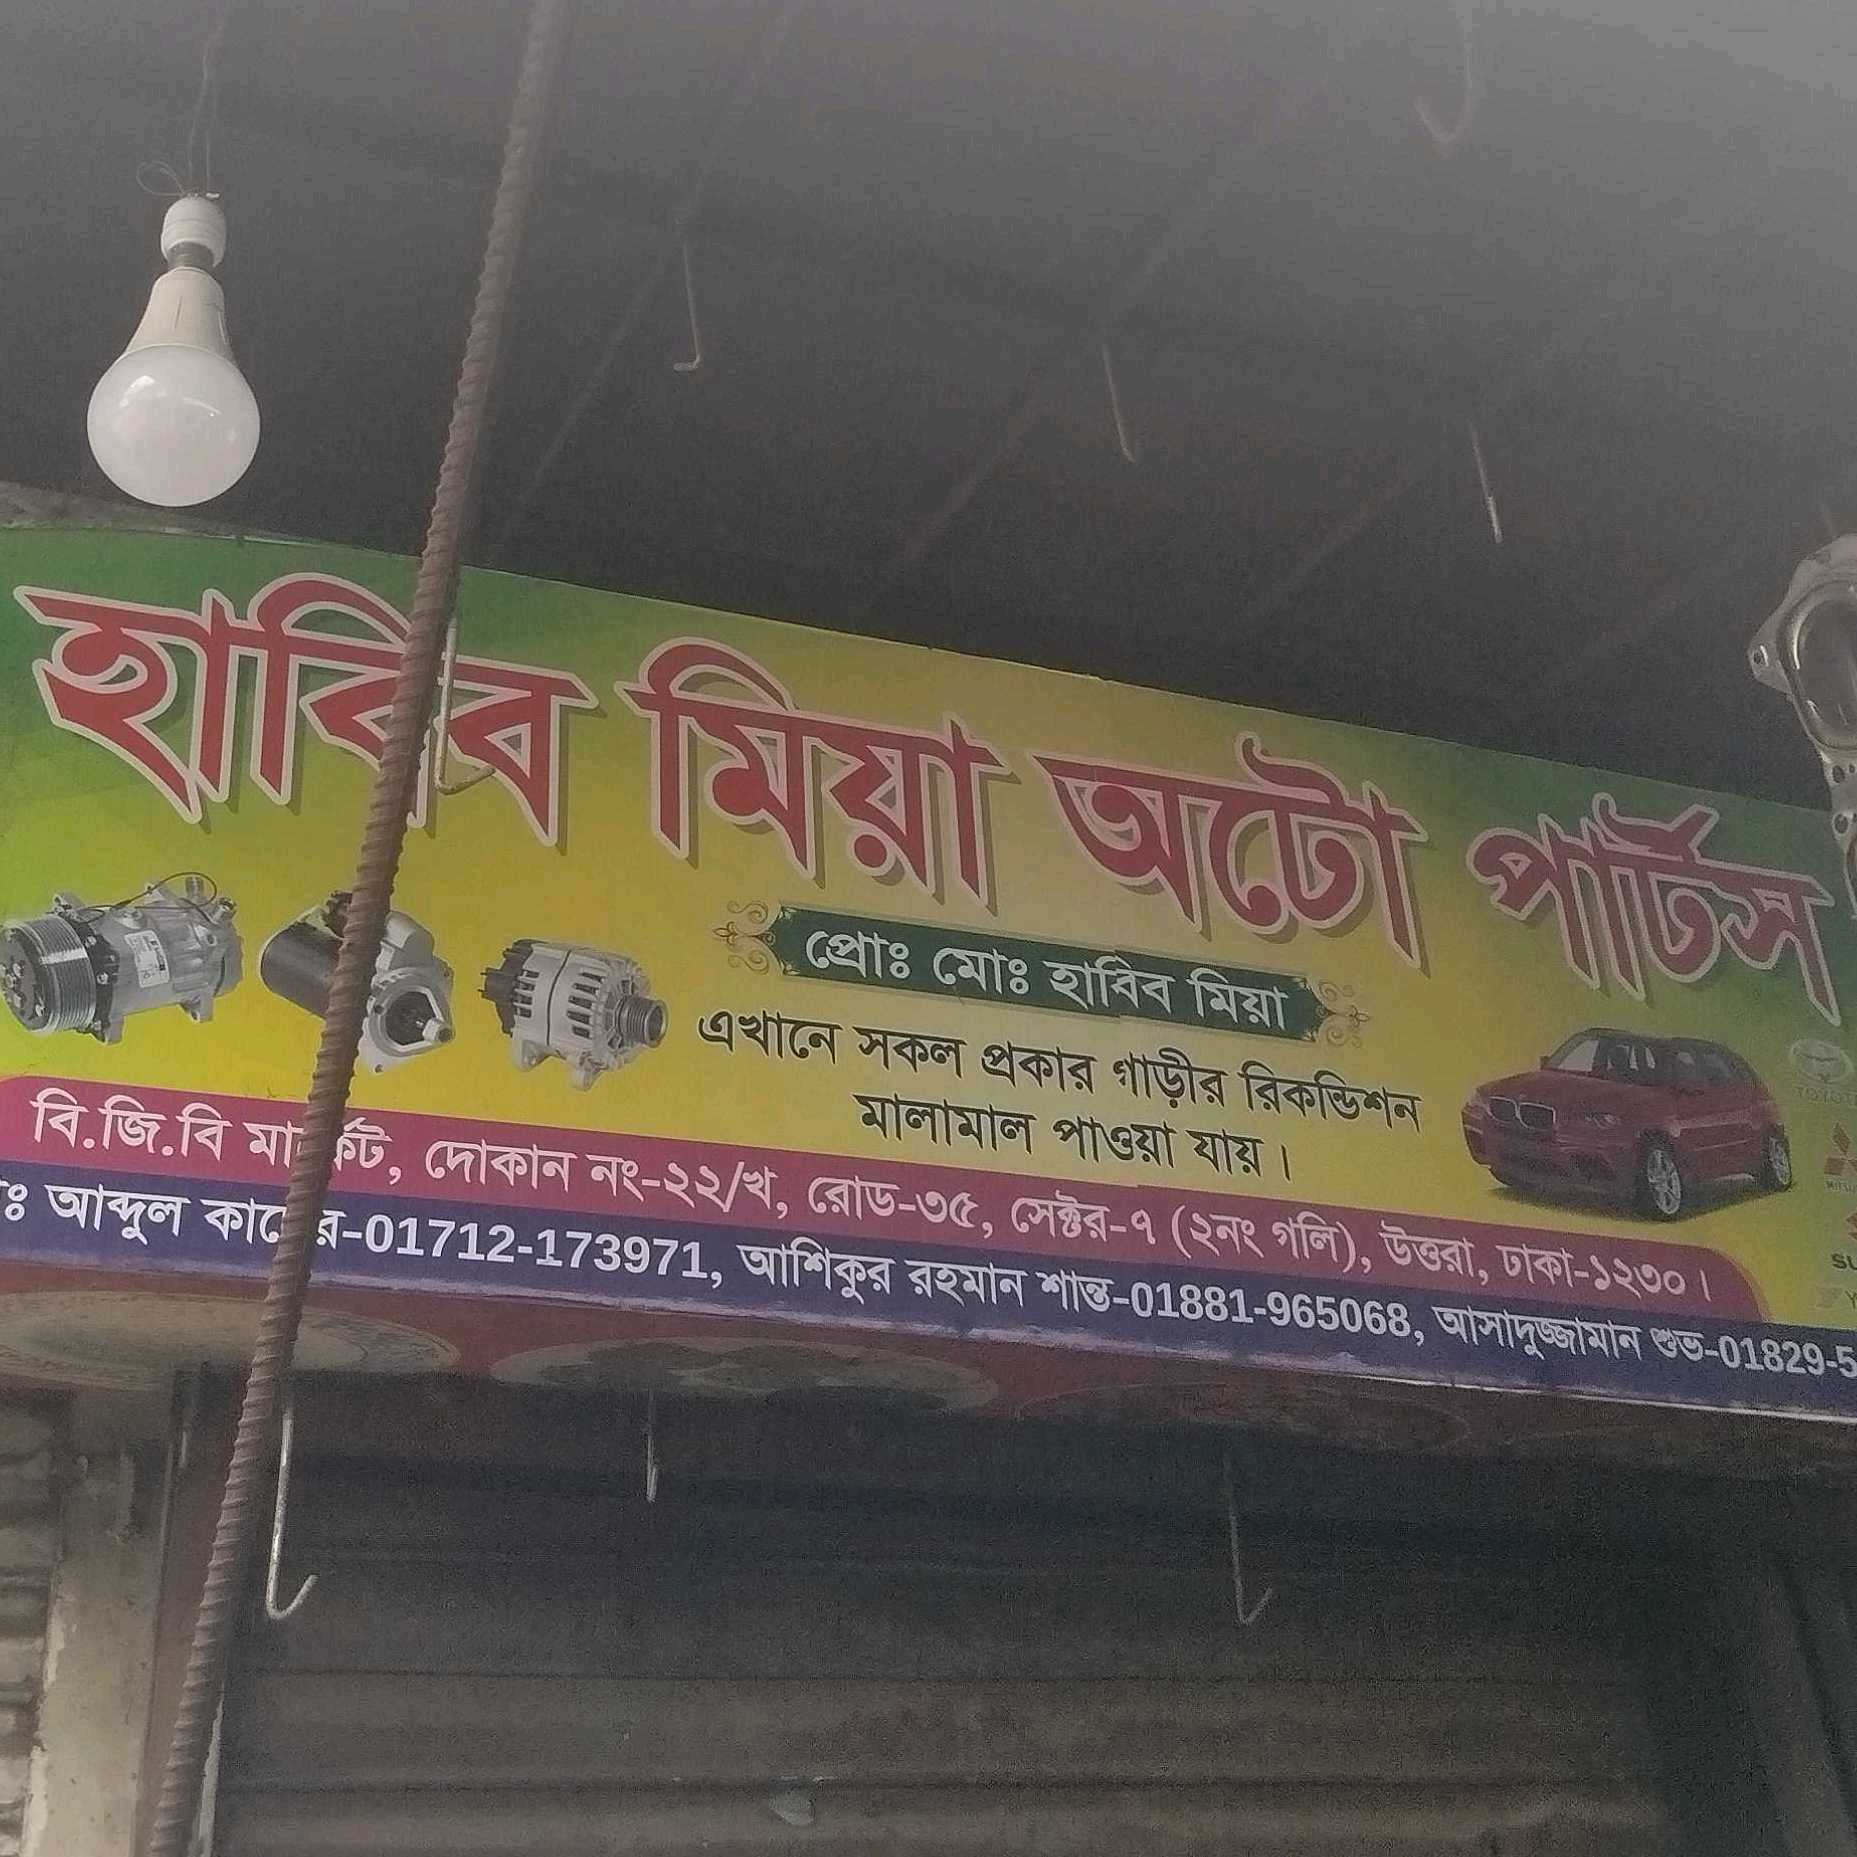 হাবিব মিয়া অটো পার্টস
প্রোঃ মোঃ হাবিব মিয়া
এখানে সকল প্রকার গাড়ীর রিকন্ডিশন
মালামাল পাওয়া যায়।
TOYOTA
বি.জি.বি মার্কেট, দোকান নং-২২/খ, রোড-৩৫, সেক্টর-৭ (২নং গলি), উত্তরা, ঢাকা-১২৩০।
আব্দুল কাদের-01712-173971, আশিকুর রহমান শান্ত-01881-965068, আসাদুজ্জামান শুভ-01829-5